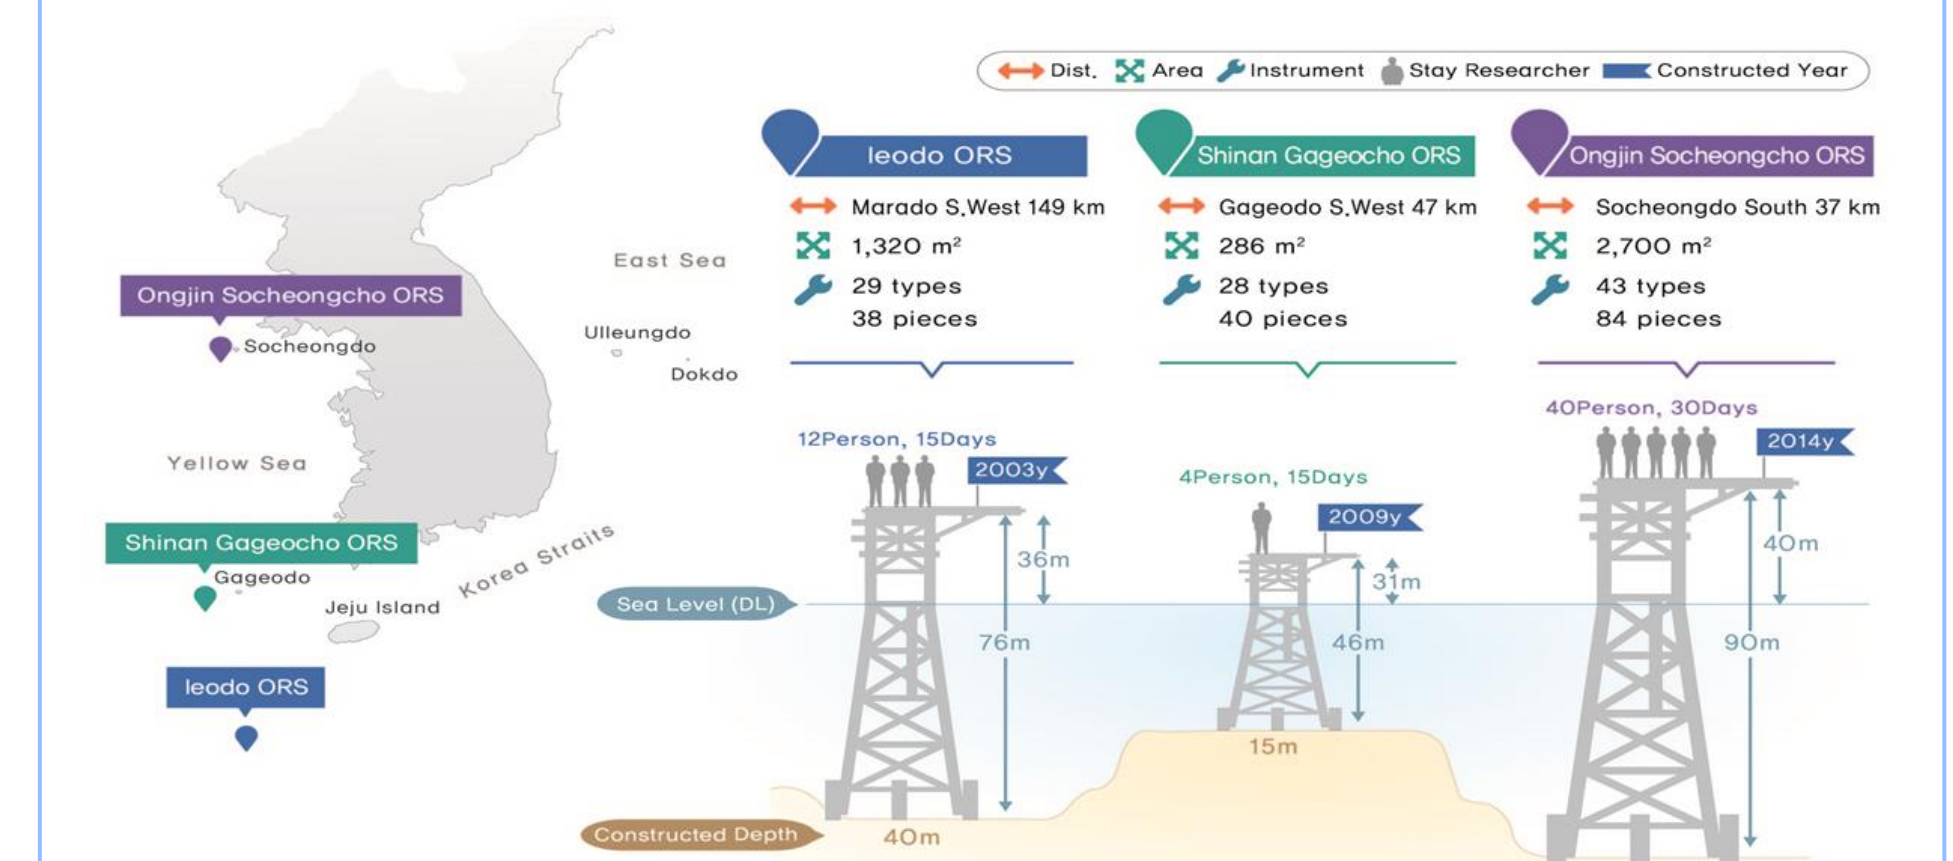 Dist. Area Instrument Stay Researcher Constructed Year
Ieodo ORS
Marado S.West 149 km
1,320 m²
29 types
38 pieces
Shinan Gageocho ORS
Gageodo S.West 47 km
286 m²
28 types
40 pieces
Ongjin Socheongcho ORS
Socheongdo South 37 km
2,700 m²
43 types
84 pieces
East Sea
Ongjin Socheongcho ORS
Socheongdo
Ulleungdo
Dokdo
Yellow Sea
Shinan Gageocho ORS
Gageodo
Korea Straits
Jeju Island
Ieodo ORS
12Person, 15Days
2003y
36m
76m
4Person, 15Days
2009y
31m
46m
40Person, 30Days
2014y
40m
90m
Sea Level (DL)
15m
Constructed Depth
40m